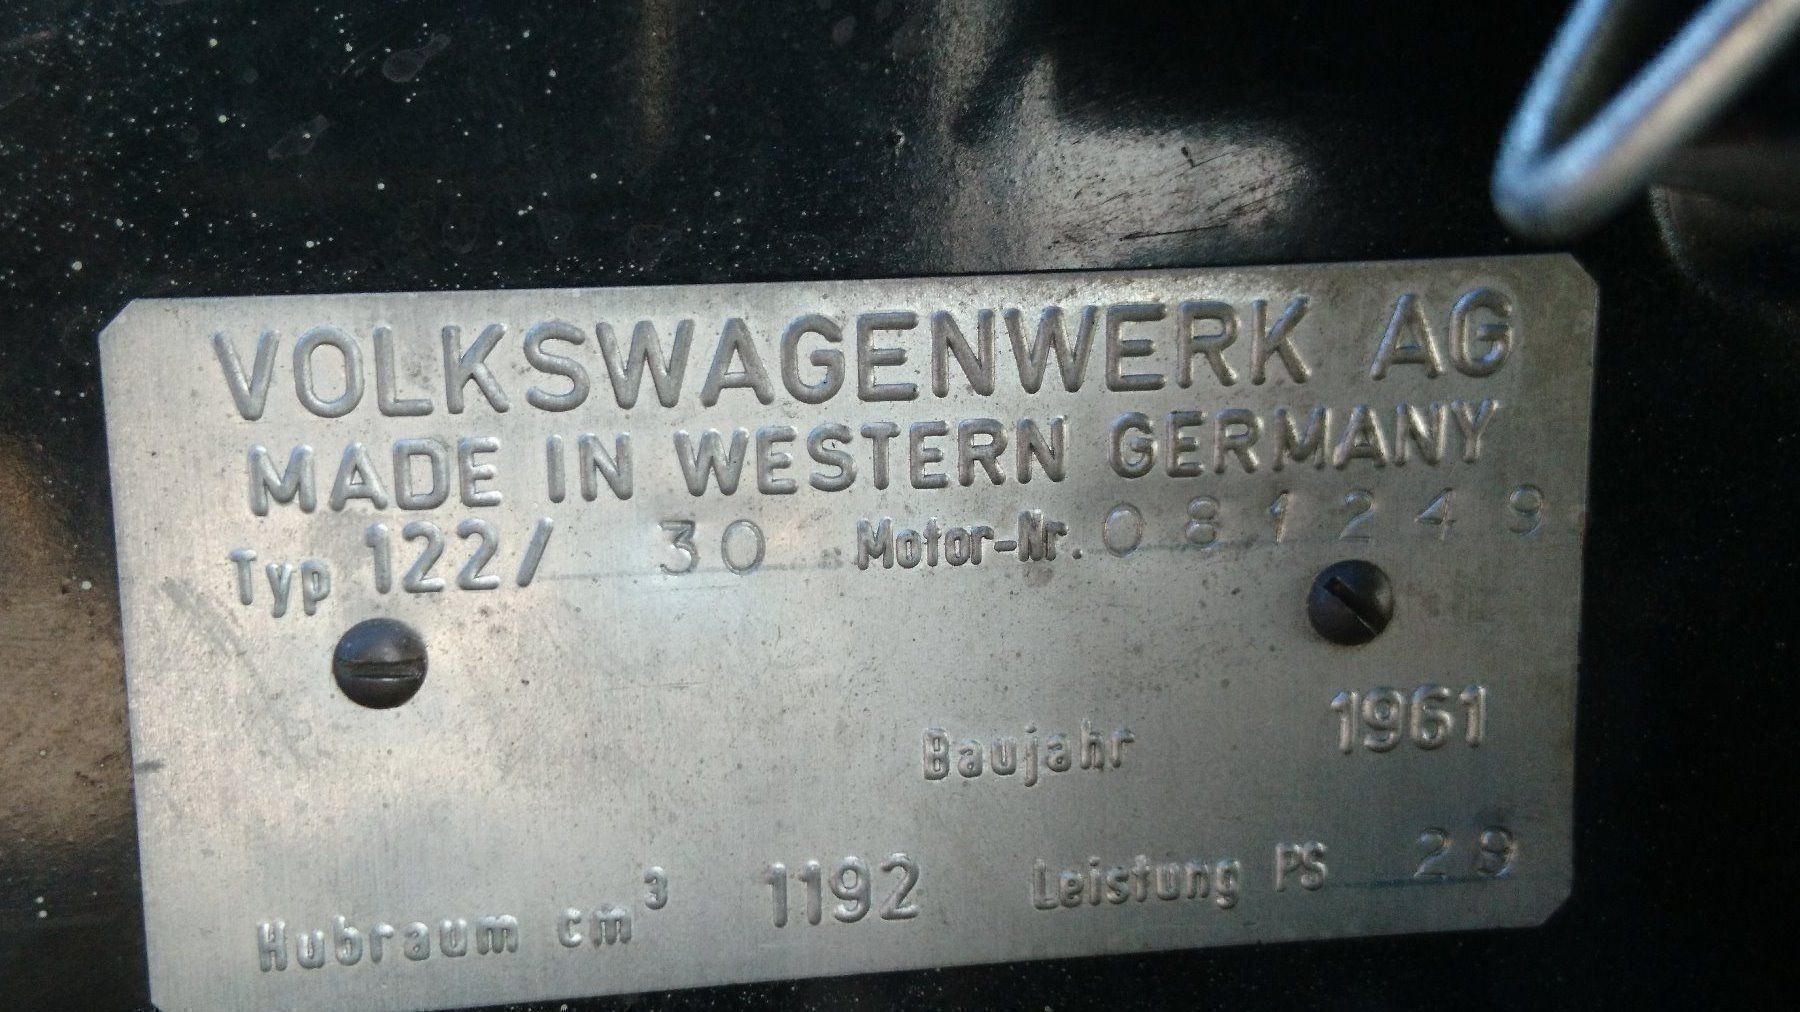 VOLKSWAGENWERK AG
MADE IN WESTERN GERMANY
Typ 122/ 30 Motor-Nr. 081249
Baujahr 1961
Hubraum cm³ 1192 Leistung PS 29